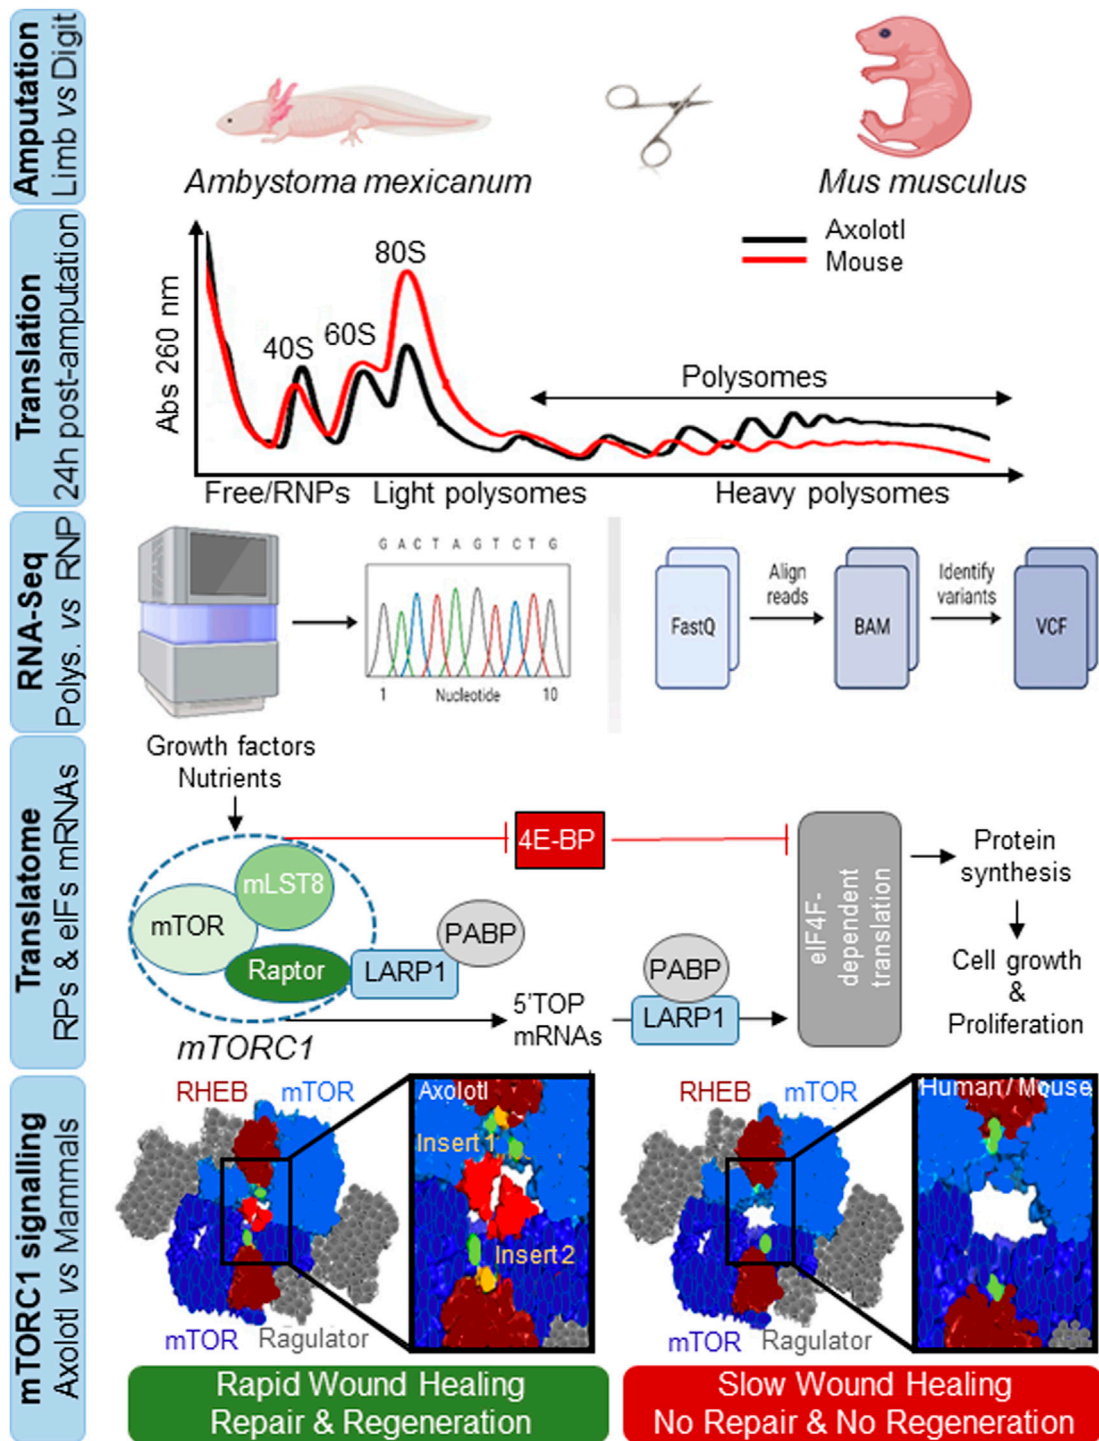 Amputation
Limb vs Digit
Ambystoma mexicanum
Mus musculus
Translation
24h post-amputation
Axolotl
Mouse
80S
60S
40S
Abs 260 nm
Polysomes
Free/RNPs
Light polysomes
Heavy polysomes
RNA-Seq
Polys. vs RNP
G A C T A G T C T G
1
Nucleotide
10
FastQ
Align
reads
BAM
Identify
variants
VCF
Translatome
RPs & eIFs mRNAs
Growth factors
Nutrients
mLST8
mTOR
Raptor
LARP1
PABP
mTORC1
4E-BP
5'TOP
mRNAs
PABP
LARP1
eIF4F-
dependent
translation
Protein
synthesis
Cell growth
&
Proliferation
mTORC1 signalling
Axolotl vs Mammals
RHEB
mTOR
Axolotl
Insert 1
Insert 2
mTOR
Ragulator
RHEB
mTOR
Human / Mouse
mTOR
Ragulator
Rapid Wound Healing
Repair & Regeneration
Slow Wound Healing
No Repair & No Regeneration